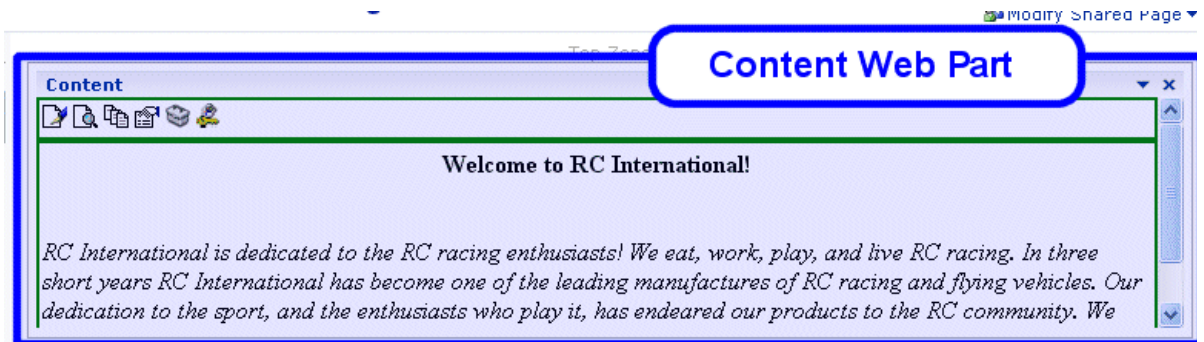 Modify Shared Page
Top Zone
Content Web Part
Content
Welcome to RC International!
RC International is dedicated to the RC racing enthusiasts! We eat, work, play, and live RC racing. In three
short years RC International has become one of the leading manufactures of RC racing and flying vehicles. Our
dedication to the sport, and the enthusiasts who play it, has endeared our products to the RC community. We